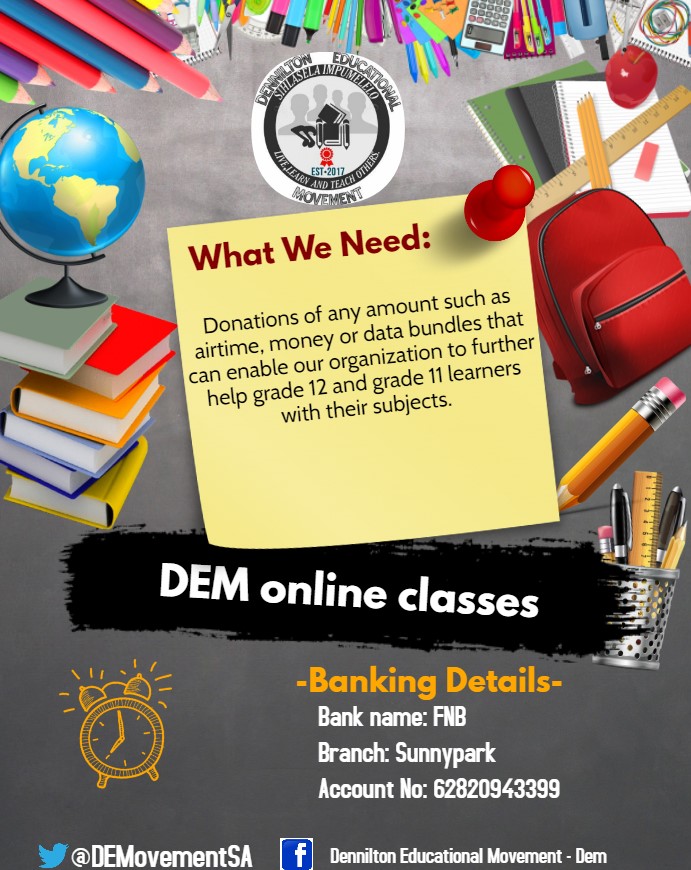 DENNILTON EDUCATIONAL
SIHLASELA IMPUMELELO
EST•2017
LIVE,LEARN AND TEACH OTHERS.
MOVEMENT
What We Need:
Donations of any amount such as
airtime, money or data bundles that
can enable our organization to further
help grade 12 and grade 11 learners
with their subjects.
DEM online classes
-Banking Details-
Bank name: FNB
Branch: Sunnypark
Account No: 62820943399
@DEMovementSA
f
Dennilton Educational Movement - Dem